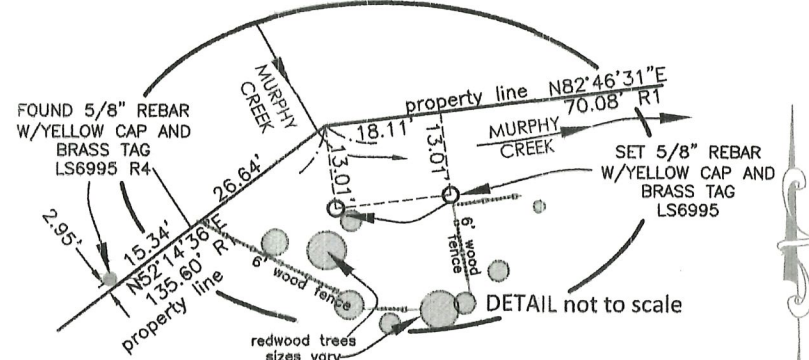 MURPHY
CREEK
property line
N82°46'31"E
70.08' R1
18.11'
13.01'
13.01'
MURPHY
CREEK
FOUND 5/8" REBAR
W/YELLOW CAP AND
BRASS TAG
LS6995 R4
26.64'
SET 5/8" REBAR
W/YELLOW CAP AND
BRASS TAG
LS6995
2.95'
15.34'
N52°14'36"E
135.60' R1
property line
6' wood fence
6' wood
fence
DETAIL not to scale
redwood trees
sizes vary